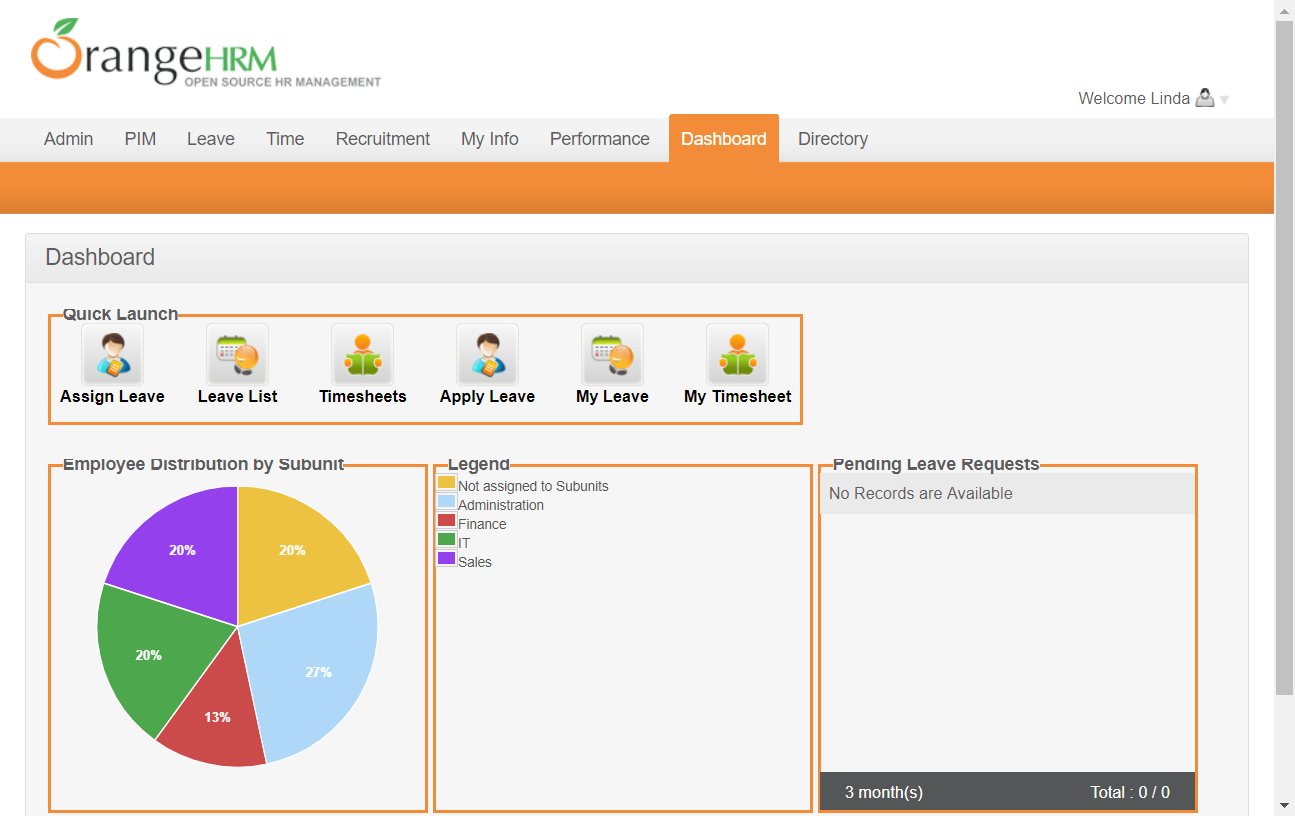 OrangeHRM
OPEN SOURCE HR MANAGEMENT
Welcome Linda
Admin PIM Leave Time Recruitment My Info Performance Dashboard Directory
Dashboard
Quick Launch
Assign Leave Leave List Timesheets Apply Leave My Leave My Timesheet
Employee Distribution by Subunit
20% 20%
27%
13%
20%
Legend
Not assigned to Subunits
Administration
Finance
IT
Sales
Pending Leave Requests
No Records are Available
3 month(s) Total : 0 / 0